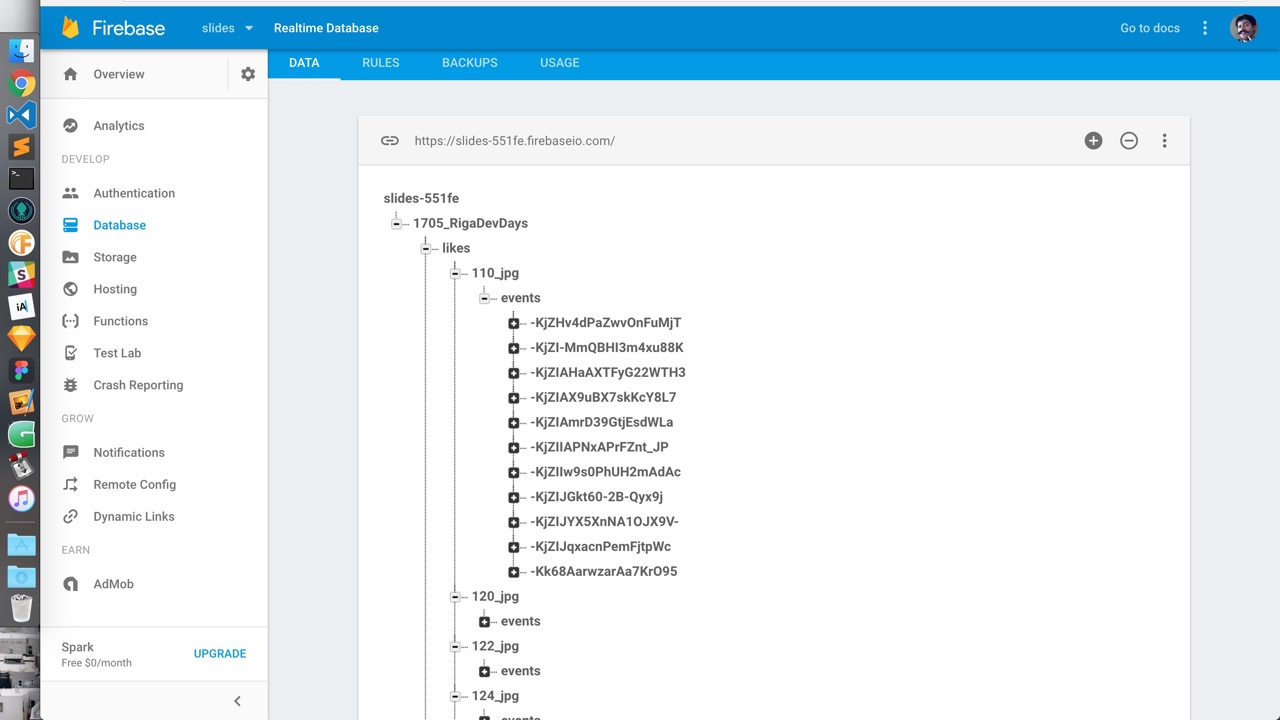 Firebase
slides
Realtime Database
Go to docs
Overview
DATA
RULES
BACKUPS
USAGE
Analytics
DEVELOP
Authentication
Database
Storage
Hosting
Functions
Test Lab
Crash Reporting
GROW
Notifications
Remote Config
Dynamic Links
EARN
AdMob
Spark
Free $0/month
UPGRADE
https://slides-551fe.firebaseio.com/
slides-551fe
1705_RigaDevDays
likes
110_jpg
events
-KjZHv4dPaZwvOnFuMjT
-KjZI-MmQBHI3m4xu88K
-KjZIAHaAXTFyG22WTH3
-KjZIAX9uBX7skKcY8L7
-KjZIAmrD39GtjEsdWLa
-KjZIIAPNxAPrFZnt_JP
-KjZIIw9s0PhUH2mAdAc
-KjZIJGkt60-2B-Qyx9j
-KjZIJYX5XnNA1OJX9V-
-KjZIJqxacnPemFjtpWc
-Kk68AarwzarAa7KrO95
120_jpg
events
122_jpg
events
124_jpg
events